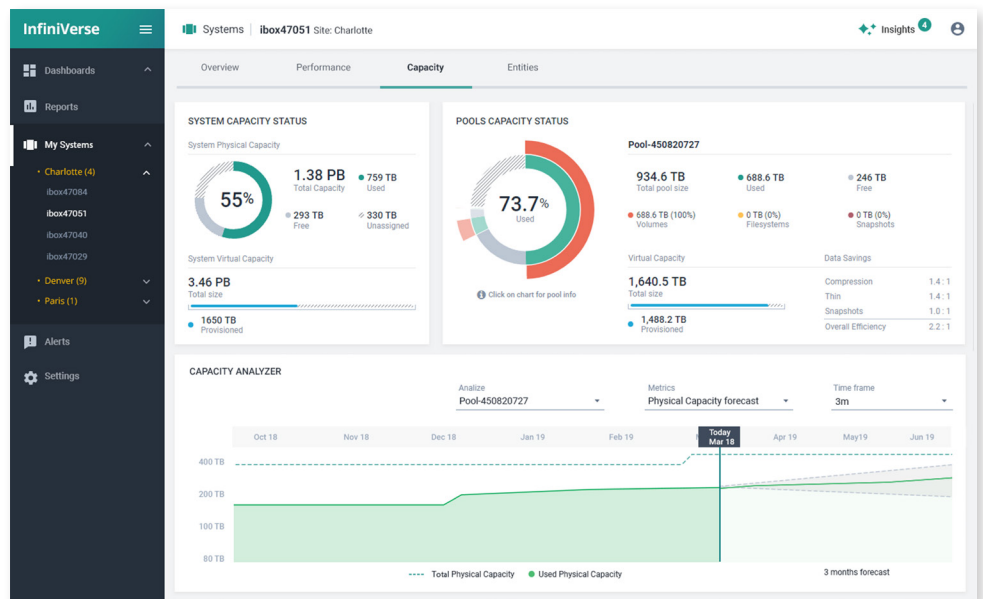 InfiniVerse
Systems ibox47051 Site: Charlotte
Insights 4
Dashboards
Reports
My Systems
• Charlotte (4)
ibox47084
ibox47051
ibox47040
ibox47029
• Denver (9)
• Paris (1)
Alerts
Settings
Overview Performance Capacity Entities
SYSTEM CAPACITY STATUS
System Physical Capacity
55%
1.38 PB
Total Capacity
759 TB
Used
293 TB
Free
330 TB
Unassigned
System Virtual Capacity
3.46 PB
Total size
1650 TB
Provisioned
POOLS CAPACITY STATUS
73.7%
Used
Click on chart for pool info
Pool-450820727
934.6 TB
Total pool size
688.6 TB
Used
246 TB
Free
688.6 TB (100%)
Volumes
0 TB (0%)
Filesystems
0 TB (0%)
Snapshots
Virtual Capacity
1,640.5 TB
Total size
1,488.2 TB
Provisioned
Data Savings
Compression 1.4 : 1
Thin 1.4 : 1
Snapshots 1.0 : 1
Overall Efficiency 2.2 : 1
CAPACITY ANALYZER
Analize
Pool-450820727
Metrics
Physical Capacity forecast
Time frame
3m
Oct 18 Nov 18 Dec 18 Jan 19 Feb 19 Apr 19 May19 Jun 19
Today
Mar 18
400 TB
200 TB
100 TB
80 TB
Total Physical Capacity Used Physical Capacity
3 months forecast